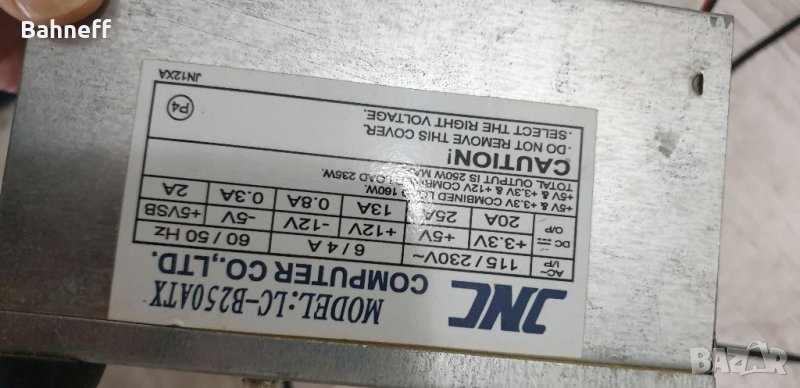 Bahneff
JNC
COMPUTER CO.,LTD.
MODEL:LC-B250ATX
AC~ I/P 115 / 230V~ 6 / 4 A 60 / 50 Hz
DC O/P +3.3V +5V +12V -12V -5V +5VSB
20A 25A 13A 0.8A 0.3A 2A
+5V & +3.3V COMBINED 160W.
+5V & +3.3V & +12V LOAD 235W.
TOTAL OUTPUT IS 250W
CAUTION!
.DO NOT REMOVE THIS COVER.
.SELECT THE RIGHT VOLTAGE.
P4
JN12XA
BAZAR